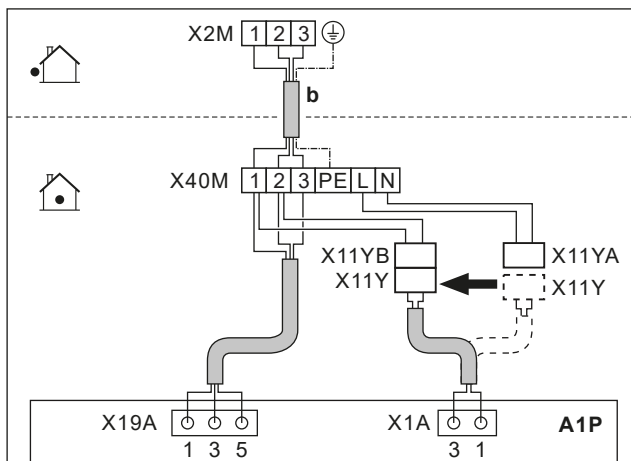 X2M 1 2 3
b
X40M 1 2 3 PE L N
X11YB X11YA
X11Y X11Y
X19A X1A A1P
1 3 5 3 1